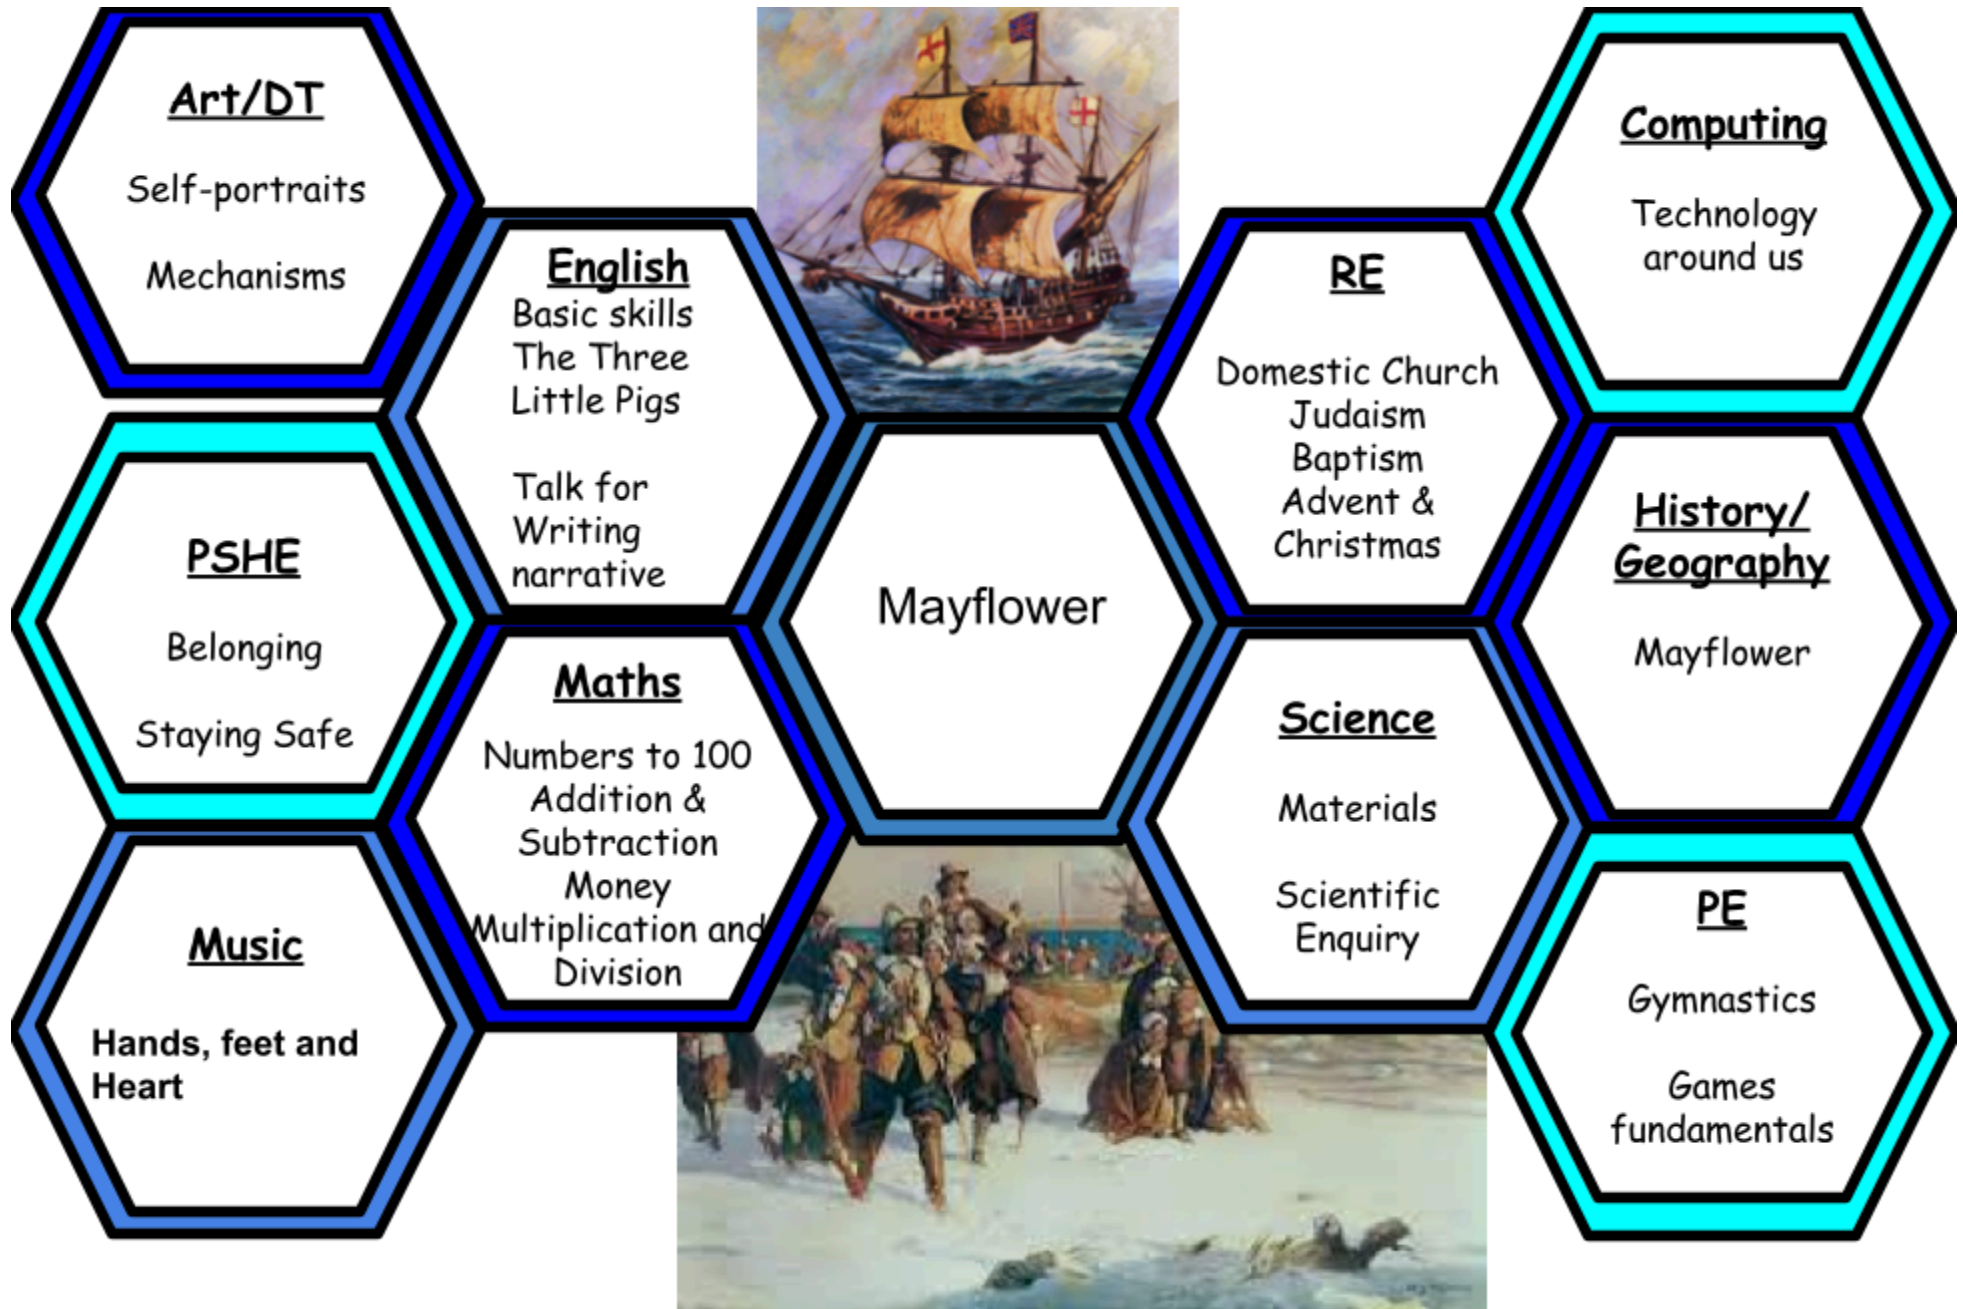 Art/DT
Self-portraits
Mechanisms
English
Basic skills
The Three
Little Pigs
Talk for
Writing
narrative
RE
Domestic Church
Judaism
Baptism
Advent &
Christmas
Computing
Technology
around us
PSHE
Belonging
Staying Safe
Maths
Numbers to 100
Addition &
Subtraction
Money
Multiplication and
Division
Mayflower
Science
Materials
Scientific
Enquiry
History/
Geography
Mayflower
Music
Hands, feet and
Heart
PE
Gymnastics
Games
fundamentals